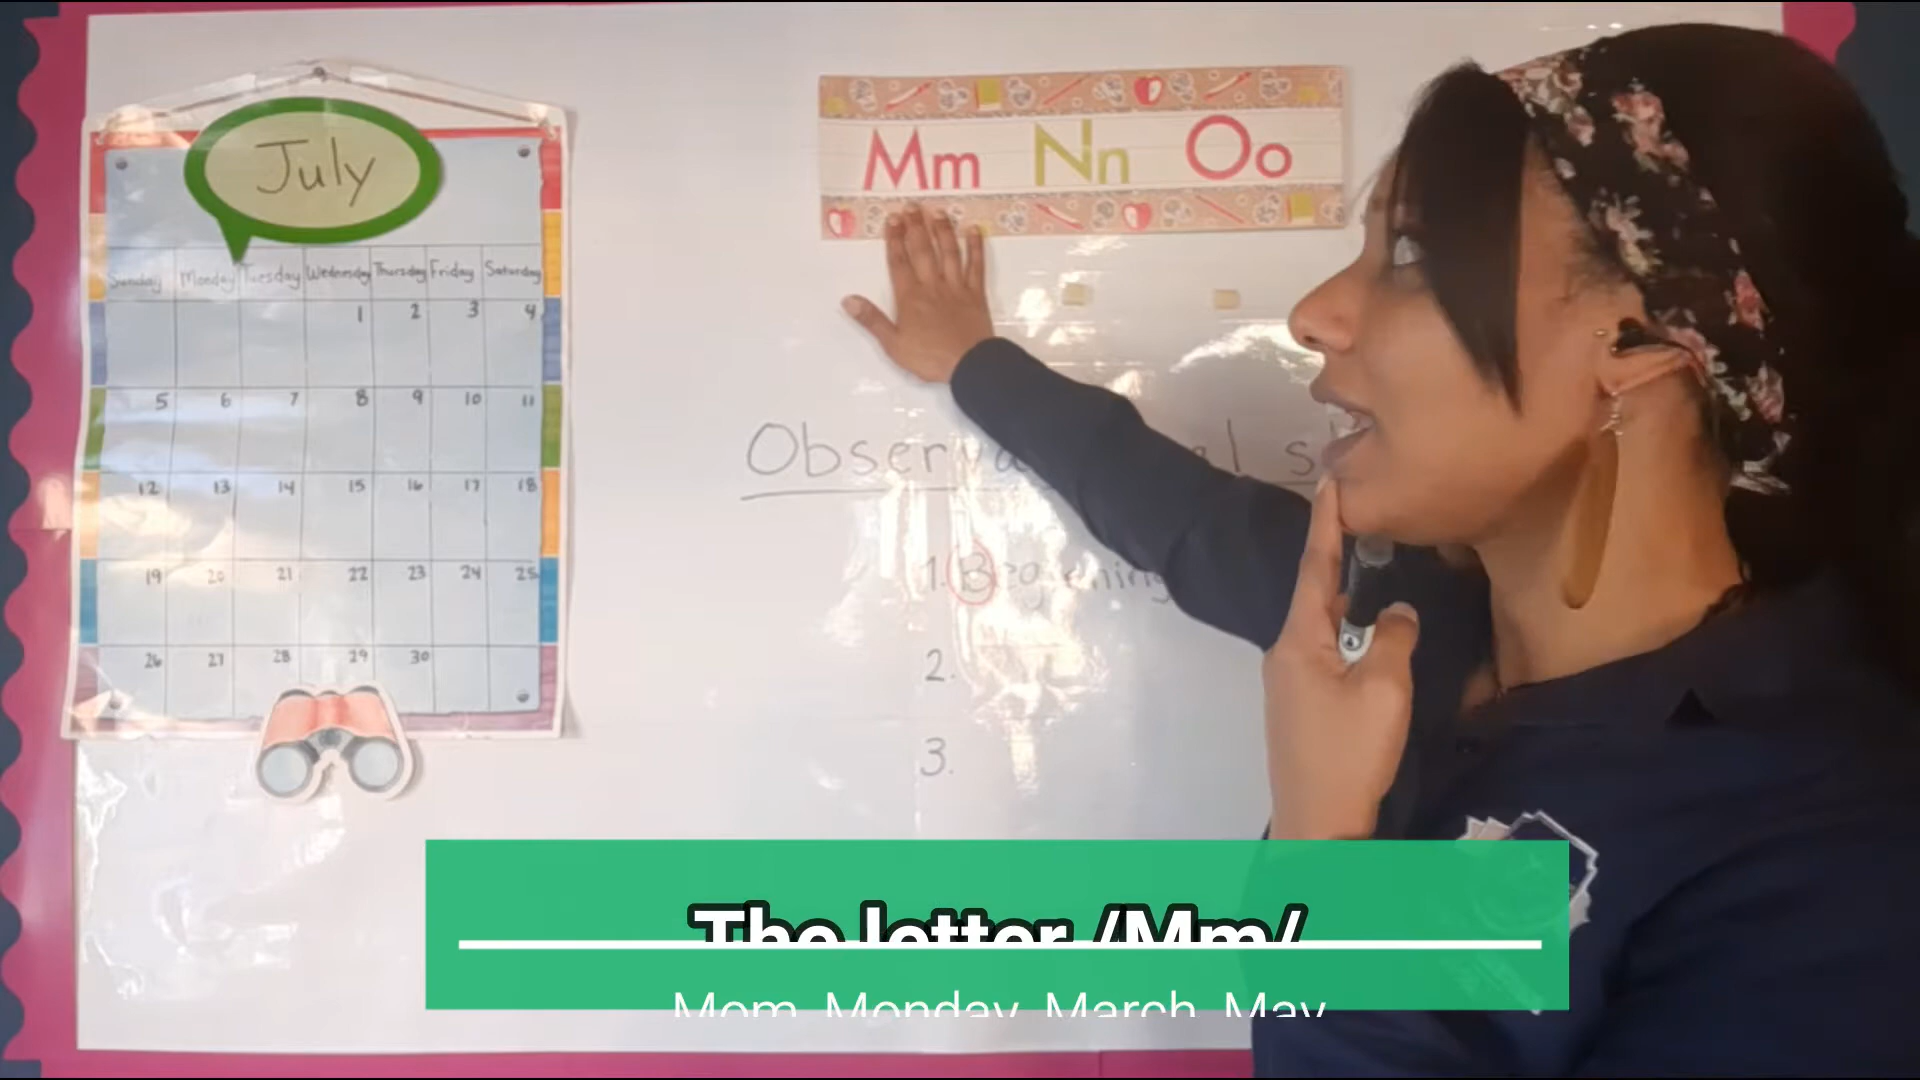 July
Sunday Monday Tuesday Wednesday Thursday Friday Saturday
1 2 3 4
5 6 7 8 9 10 11
12 13 14 15 16 17 18
19 20 21 22 23 24 25
26 27 28 29 30
Mm Nn Oo
1. Beginning
2.
3.
The letter /Mm/
Mom, Monday, March, May